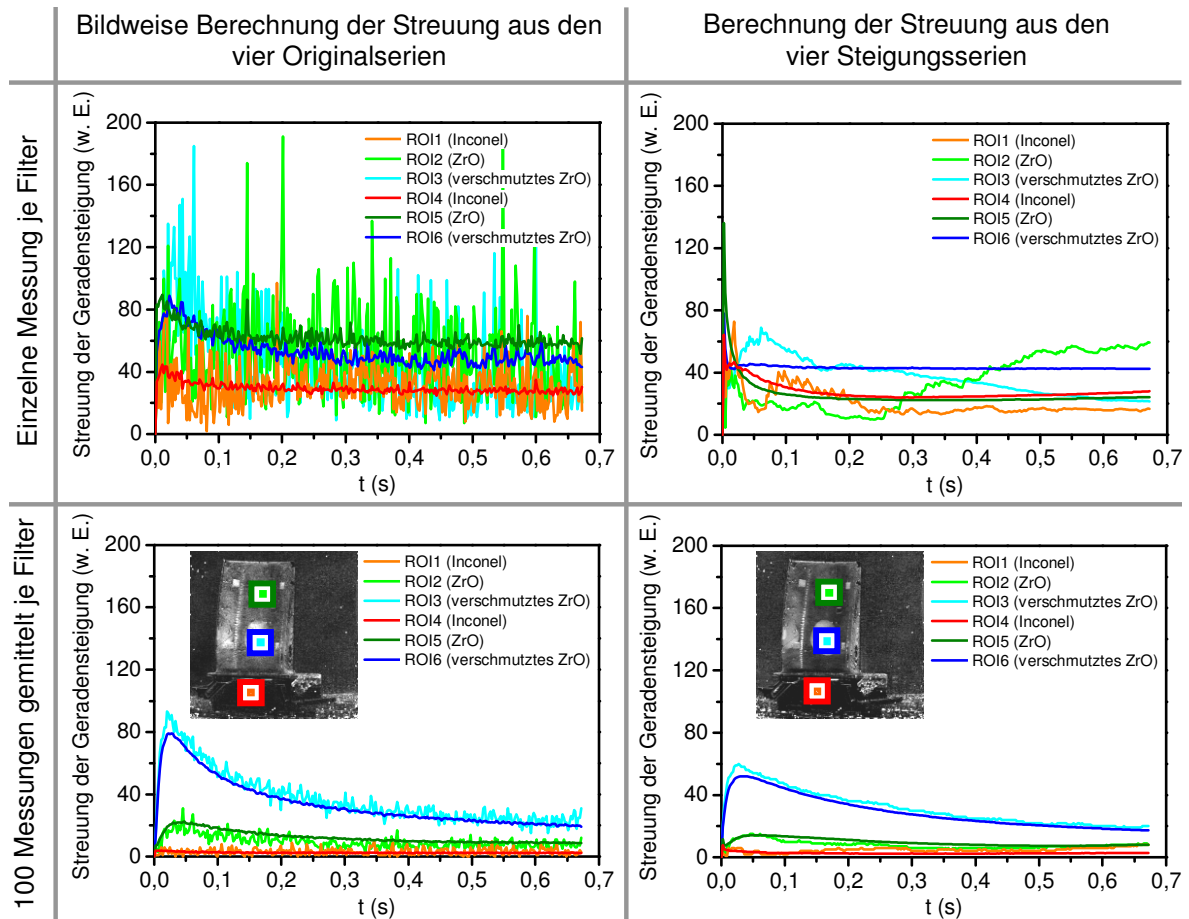 Bildweise Berechnung der Streuung aus den
vier Originalserien
Berechnung der Streuung aus den
vier Steigungsserien
Einzelne Messung je Filter
Streuung der Geradensteigung (w. E.)
200
160
120
80
40
0
ROI1 (Inconel)
ROI2 (ZrO)
ROI3 (verschmutztes ZrO)
ROI4 (Inconel)
ROI5 (ZrO)
ROI6 (verschmutztes ZrO)
0,0 0,1 0,2 0,3 0,4 0,5 0,6 0,7
t (s)
Streuung der Geradensteigung (w. E.)
200
160
120
80
40
0
ROI1 (Inconel)
ROI2 (ZrO)
ROI3 (verschmutztes ZrO)
ROI4 (Inconel)
ROI5 (ZrO)
ROI6 (verschmutztes ZrO)
0,0 0,1 0,2 0,3 0,4 0,5 0,6 0,7
t (s)
100 Messungen gemittelt je Filter
Streuung der Geradensteigung (w. E.)
200
160
120
80
40
0
ROI1 (Inconel)
ROI2 (ZrO)
ROI3 (verschmutztes ZrO)
ROI4 (Inconel)
ROI5 (ZrO)
ROI6 (verschmutztes ZrO)
0,0 0,1 0,2 0,3 0,4 0,5 0,6 0,7
t (s)
Streuung der Geradensteigung (w. E.)
200
160
120
80
40
0
ROI1 (Inconel)
ROI2 (ZrO)
ROI3 (verschmutztes ZrO)
ROI4 (Inconel)
ROI5 (ZrO)
ROI6 (verschmutztes ZrO)
0,0 0,1 0,2 0,3 0,4 0,5 0,6 0,7
t (s)